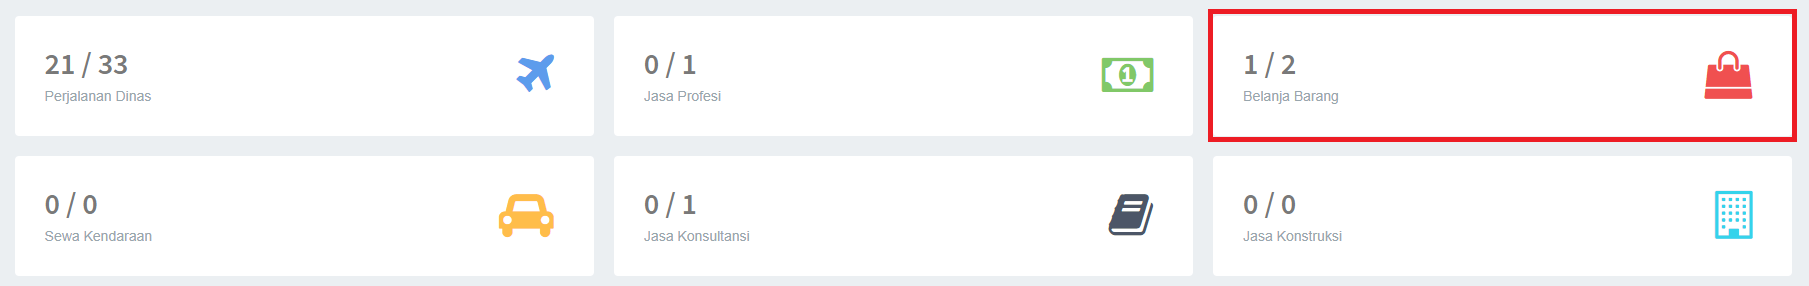 21 / 33
Perjalanan Dinas
0 / 1
Jasa Profesi
1
1 / 2
Belanja Barang
0 / 0
Sewa Kendaraan
0 / 1
Jasa Konsultansi
0 / 0
Jasa Konstruksi